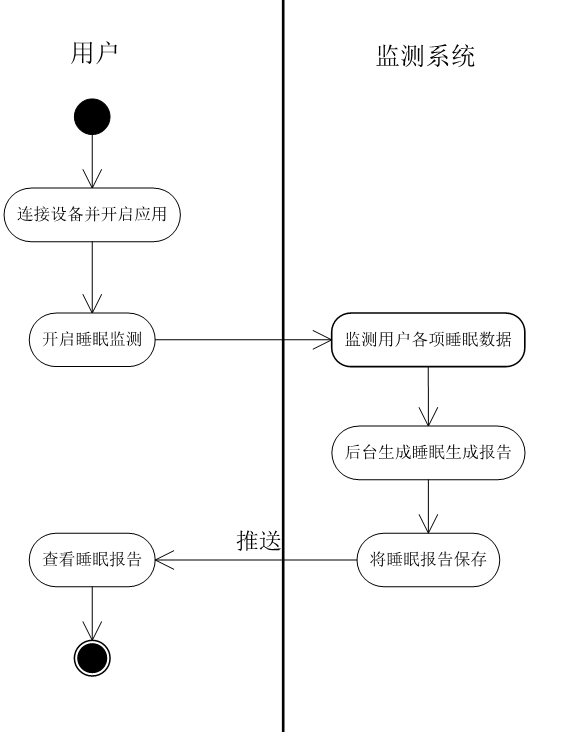 用户
监测系统
连接设备并开启应用
开启睡眠监测
监测用户各项睡眠数据
后台生成睡眠生成报告
推送
查看睡眠报告
将睡眠报告保存